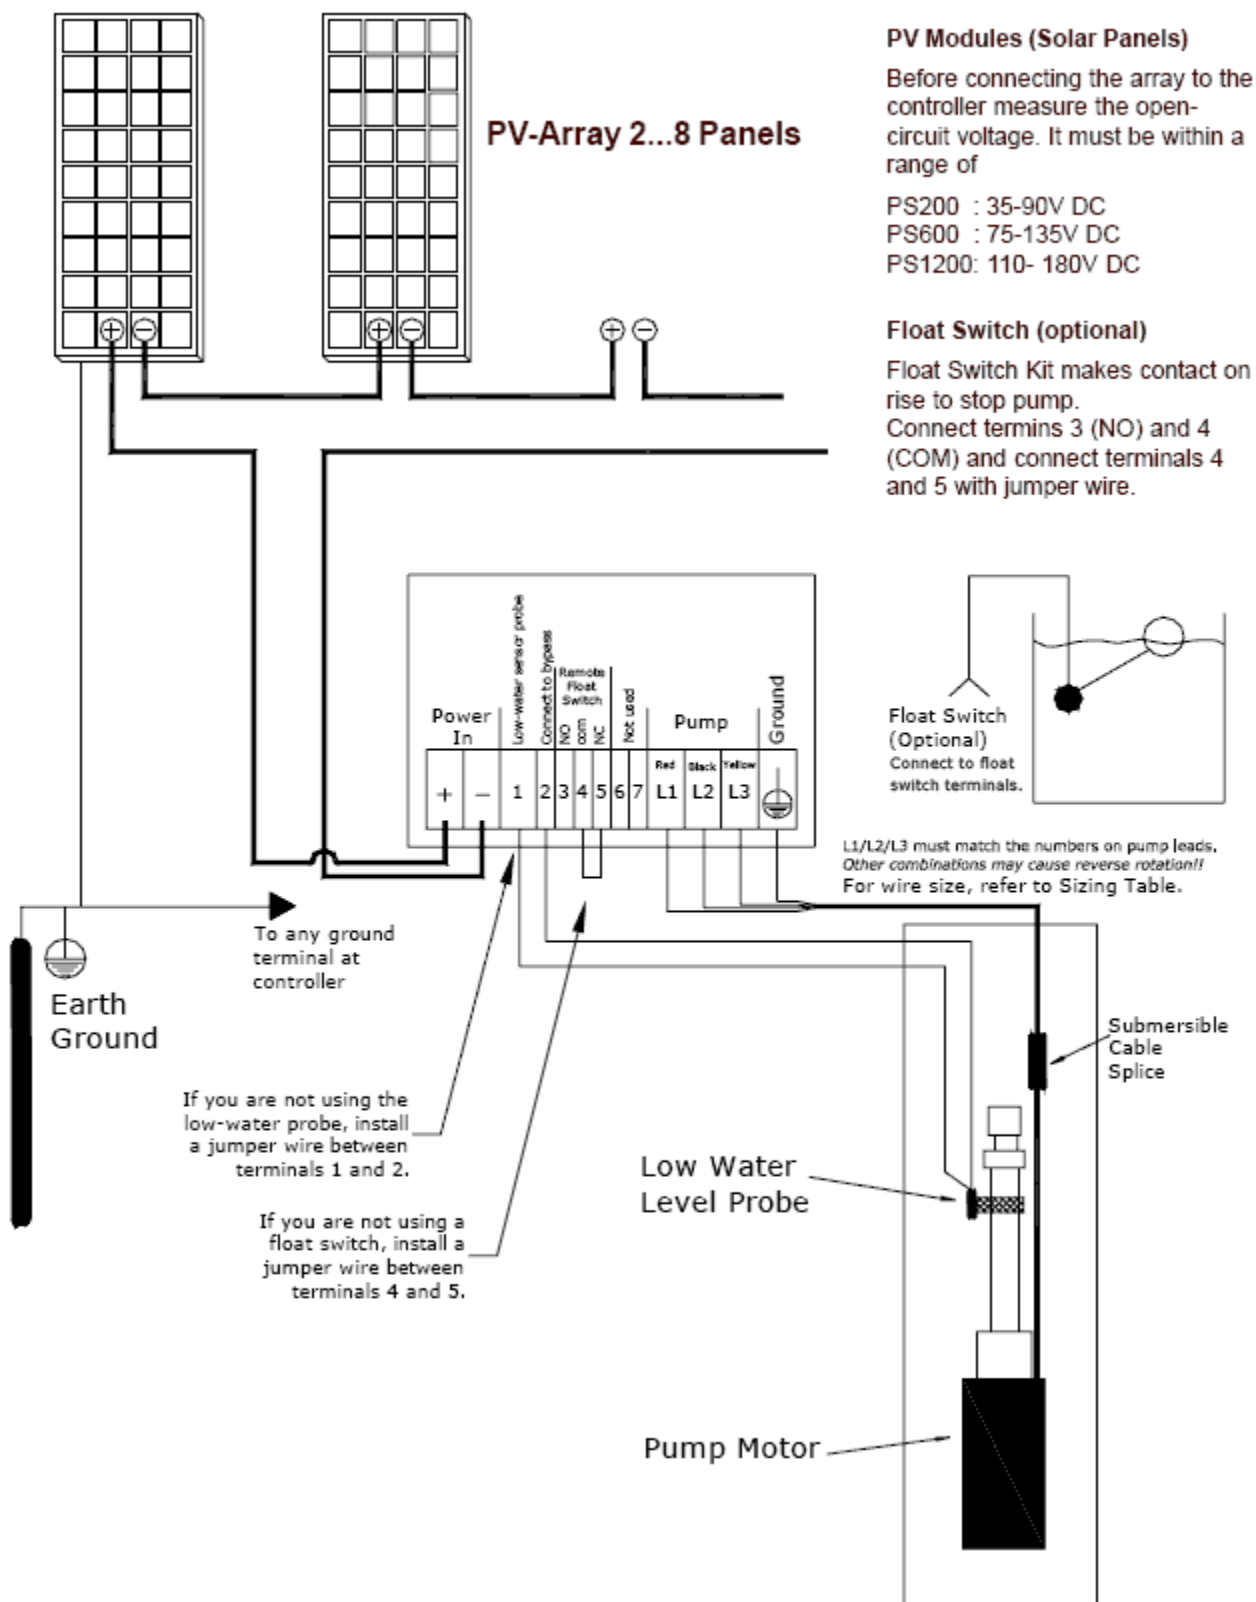 PV Modules (Solar Panels)
Before connecting the array to the
controller measure the open-
circuit voltage. It must be within a
range of
PS200 : 35-90V DC
PS600 : 75-135V DC
PS1200: 110- 180V DC
PV-Array 2...8 Panels
+ −
+ −
+ −
Float Switch (optional)
Float Switch Kit makes contact on
rise to stop pump.
Connect termins 3 (NO) and 4
(COM) and connect terminals 4
and 5 with jumper wire.
Power
In
Low-water sensor probe
Connect to bypass
Remote
Float
Switch
NO
com
NC
Not used
Pump
Ground
Red
Black
Yellow
+ − 1 2 3 4 5 6 7 L1 L2 L3
Float Switch
(Optional)
Connect to float
switch terminals.
L1/L2/L3 must match the numbers on pump leads.
Other combinations may cause reverse rotation!!
For wire size, refer to Sizing Table.
To any ground
terminal at
controller
Earth
Ground
Submersible
Cable
Splice
If you are not using the
low-water probe, install
a jumper wire between
terminals 1 and 2.
Low Water
Level Probe
If you are not using a
float switch, install a
jumper wire between
terminals 4 and 5.
Pump Motor